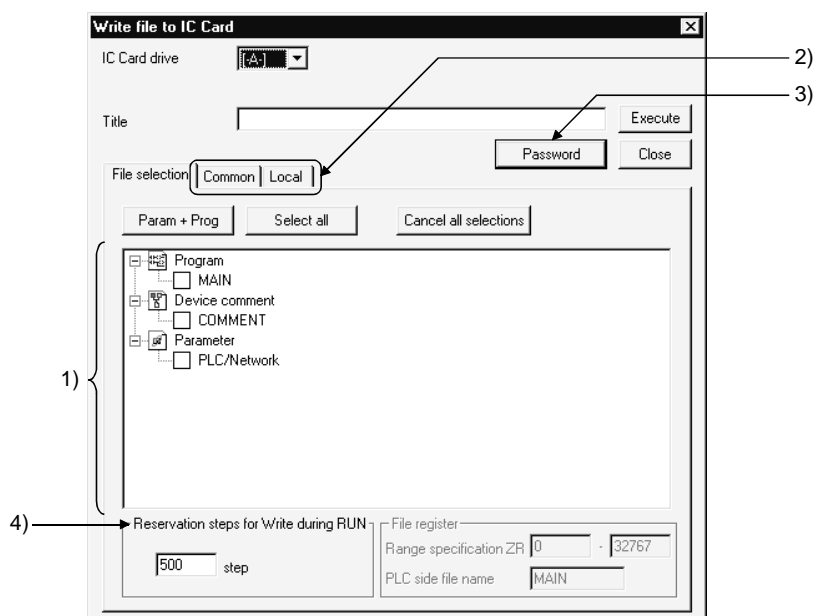 Write file to IC Card
IC Card drive [-A-]
2)
3)
Title Execute
Password Close
File selection Common Local
Param + Prog Select all Cancel all selections
Program
MAIN
Device comment
COMMENT
Parameter
PLC/Network
1)
4)
Reservation steps for Write during RUN File register
Range specification ZR 0 - 32767
500 step
PLC side file name MAIN